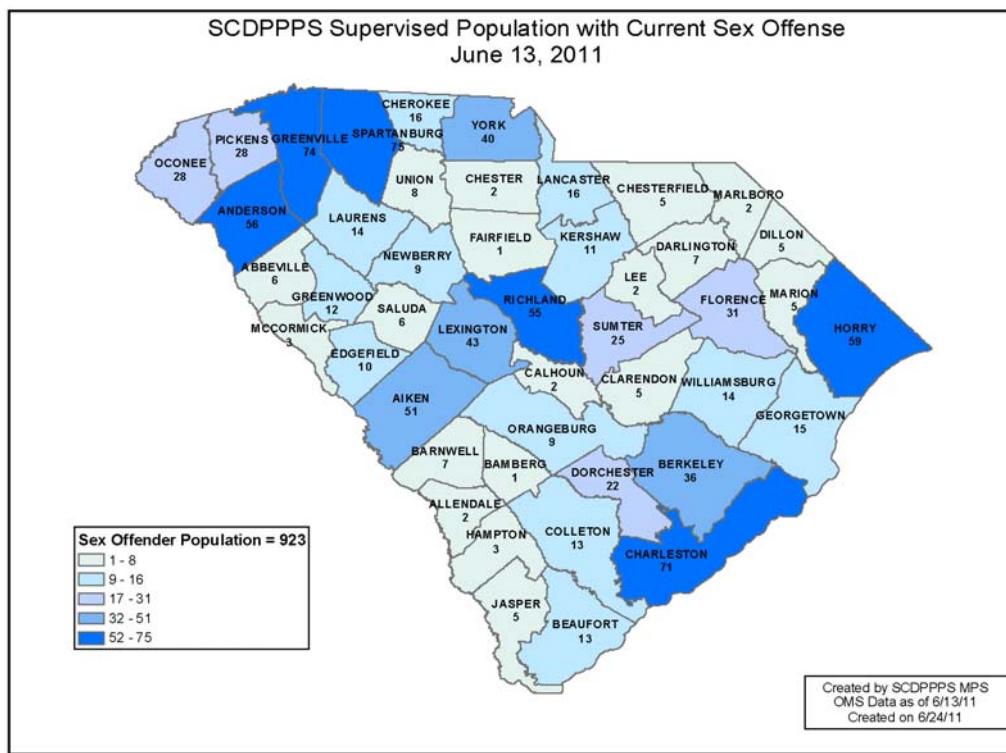 SCDPPPS Supervised Population with Current Sex Offense
June 13, 2011
CHEROKEE
16
YORK
40
SPARTANBURG
75
GREENVILLE
74
PICKENS
28
OCONEE
28
UNION
8
CHESTER
2
LANCASTER
16
CHESTERFIELD
5
MARLBORO
2
ANDERSON
56
LAURENS
14
DILLON
5
FAIRFIELD
1
KERSHAW
11
DARLINGTON
7
NEWBERRY
9
ABBEVILLE
6
GREENWOOD
12
LEE
2
MARION
5
SALUDA
6
RICHLAND
55
FLORENCE
31
HORRY
59
MCCORMICK
3
LEXINGTON
43
SUMTER
25
EDGEFIELD
10
CALHOUN
2
CLARENDON
5
WILLIAMSBURG
14
AIKEN
51
GEORGETOWN
15
ORANGEBURG
9
BARNWELL
7
BAMBERG
1
DORCHESTER
22
BERKELEY
36
ALLENDALE
2
COLLETON
13
HAMPTON
3
CHARLESTON
71
JASPER
5
BEAUFORT
13
Sex Offender Population = 923
1 - 8
9 - 16
17 - 31
32 - 51
52 - 75
Created by SCDPPPS MPS
OMS Data as of 6/13/11
Created on 6/24/11